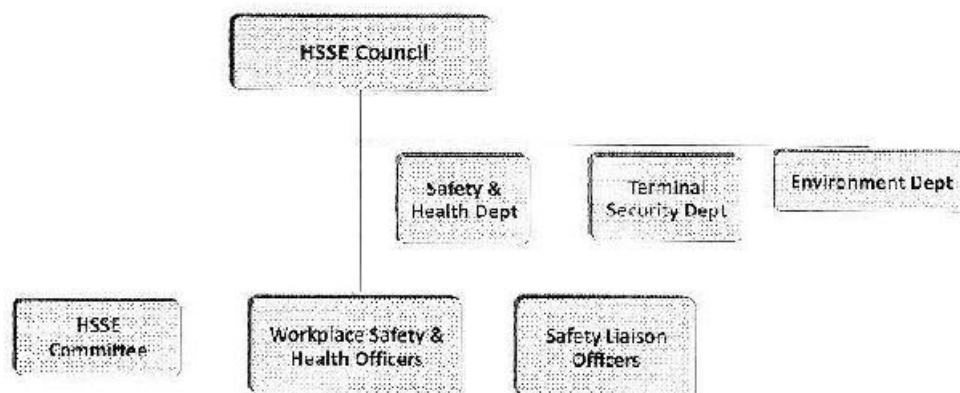 HSSE Council
Safety &
Health Dept
Terminal
Security Dept
Environment Dept
HSSE
Committee
Workplace Safety &
Health Officers
Safety Liaison
Officers